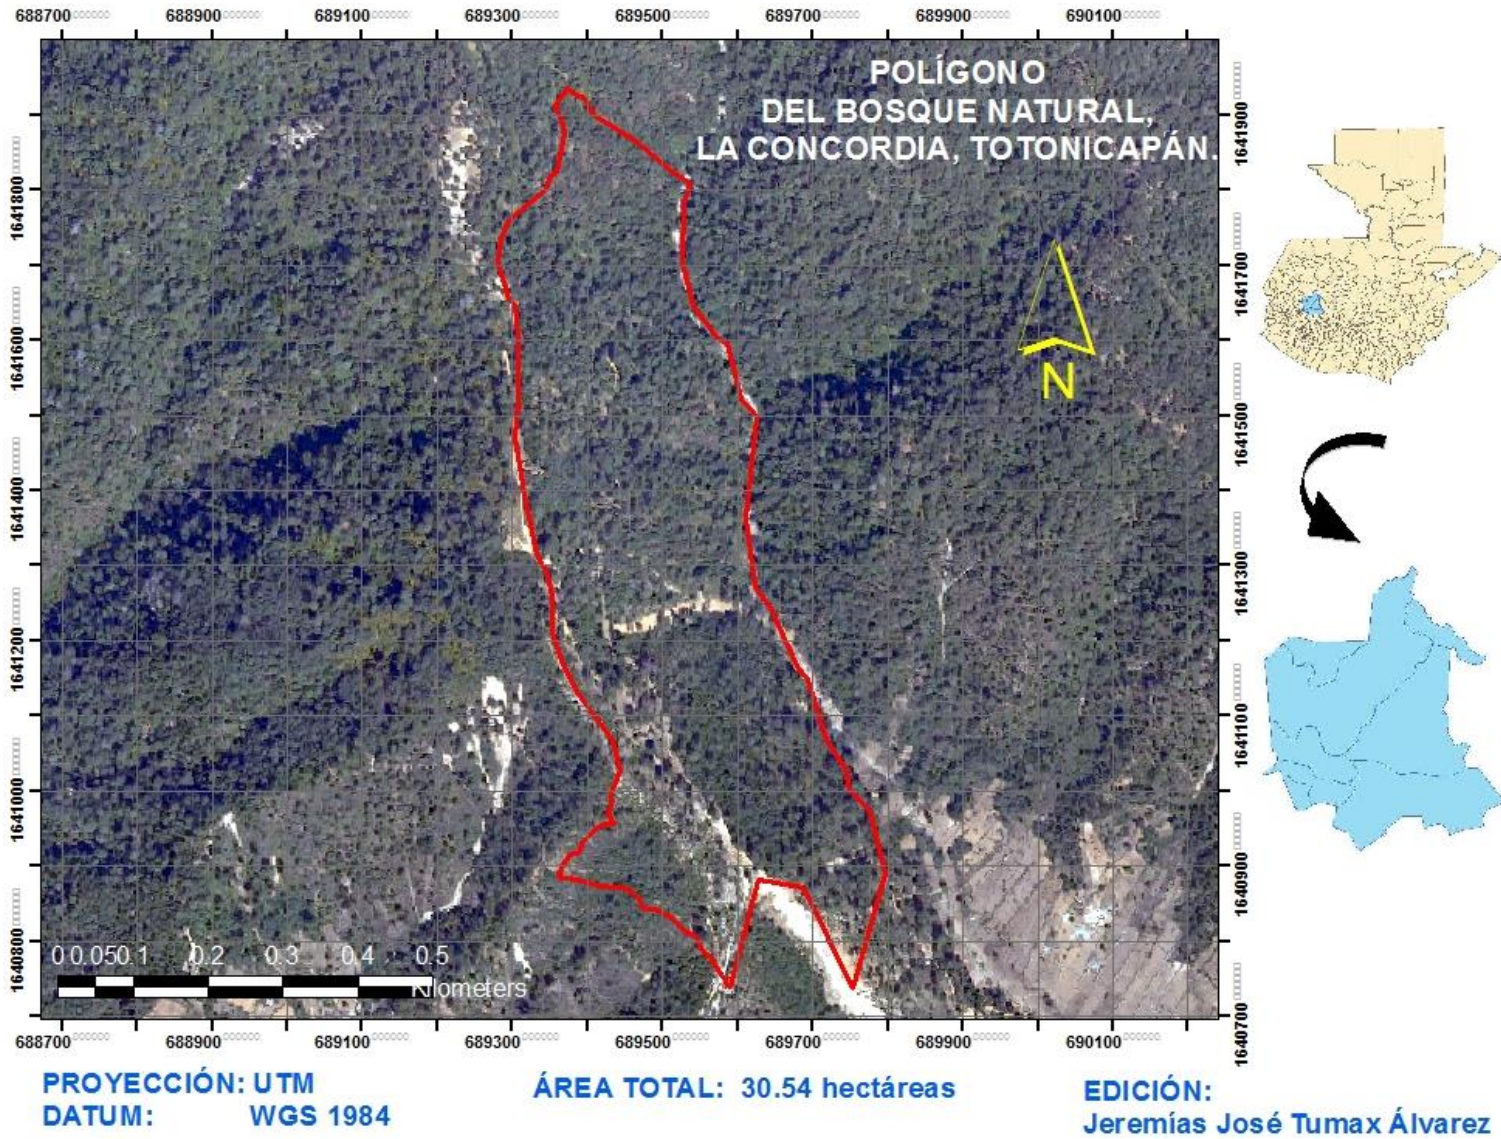 688700 688900 689100 689300 689500 689700 689900 690100
POLÍGONO
DEL BOSQUE NATURAL,
LA CONCORDIA, TOTONICAPÁN.
1641800
1641600
1641400
1641200
1641000
1640800
1641900
1641700
1641500
1641300
1641100
1640900
1640700
N
0 0.05 0.1 0.2 0.3 0.4 0.5
Kilometers
688700 688900 689100 689300 689500 689700 689900 690100
PROYECCIÓN: UTM
DATUM: WGS 1984
ÁREA TOTAL: 30.54 hectáreas
EDICIÓN:
Jeremías José Tumax Álvarez